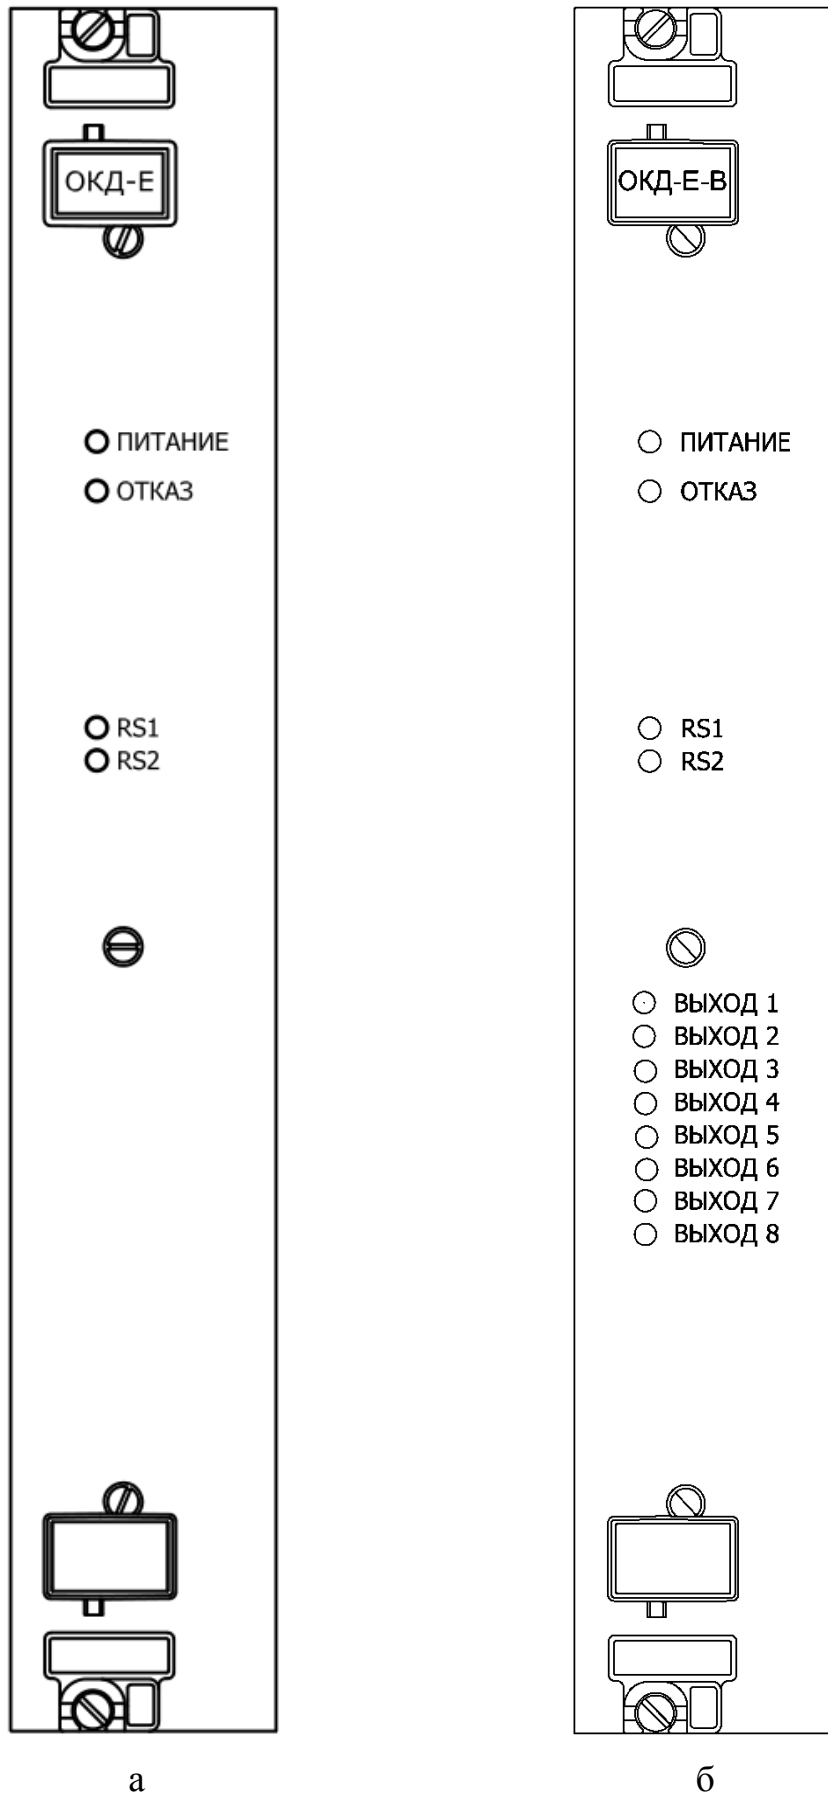 ОКД-Е
ПИТАНИЕ
ОТКАЗ
RS1
RS2
а
ОКД-Е-В
ПИТАНИЕ
ОТКАЗ
RS1
RS2
ВЫХОД 1
ВЫХОД 2
ВЫХОД 3
ВЫХОД 4
ВЫХОД 5
ВЫХОД 6
ВЫХОД 7
ВЫХОД 8
б